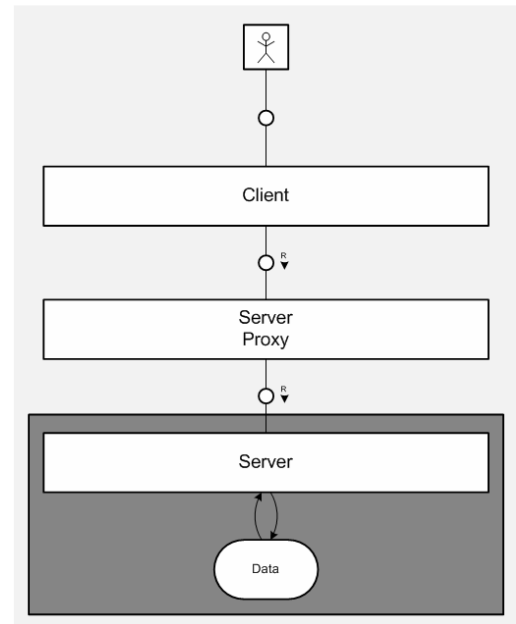 Client
R
Server
Proxy
R
Server
Data